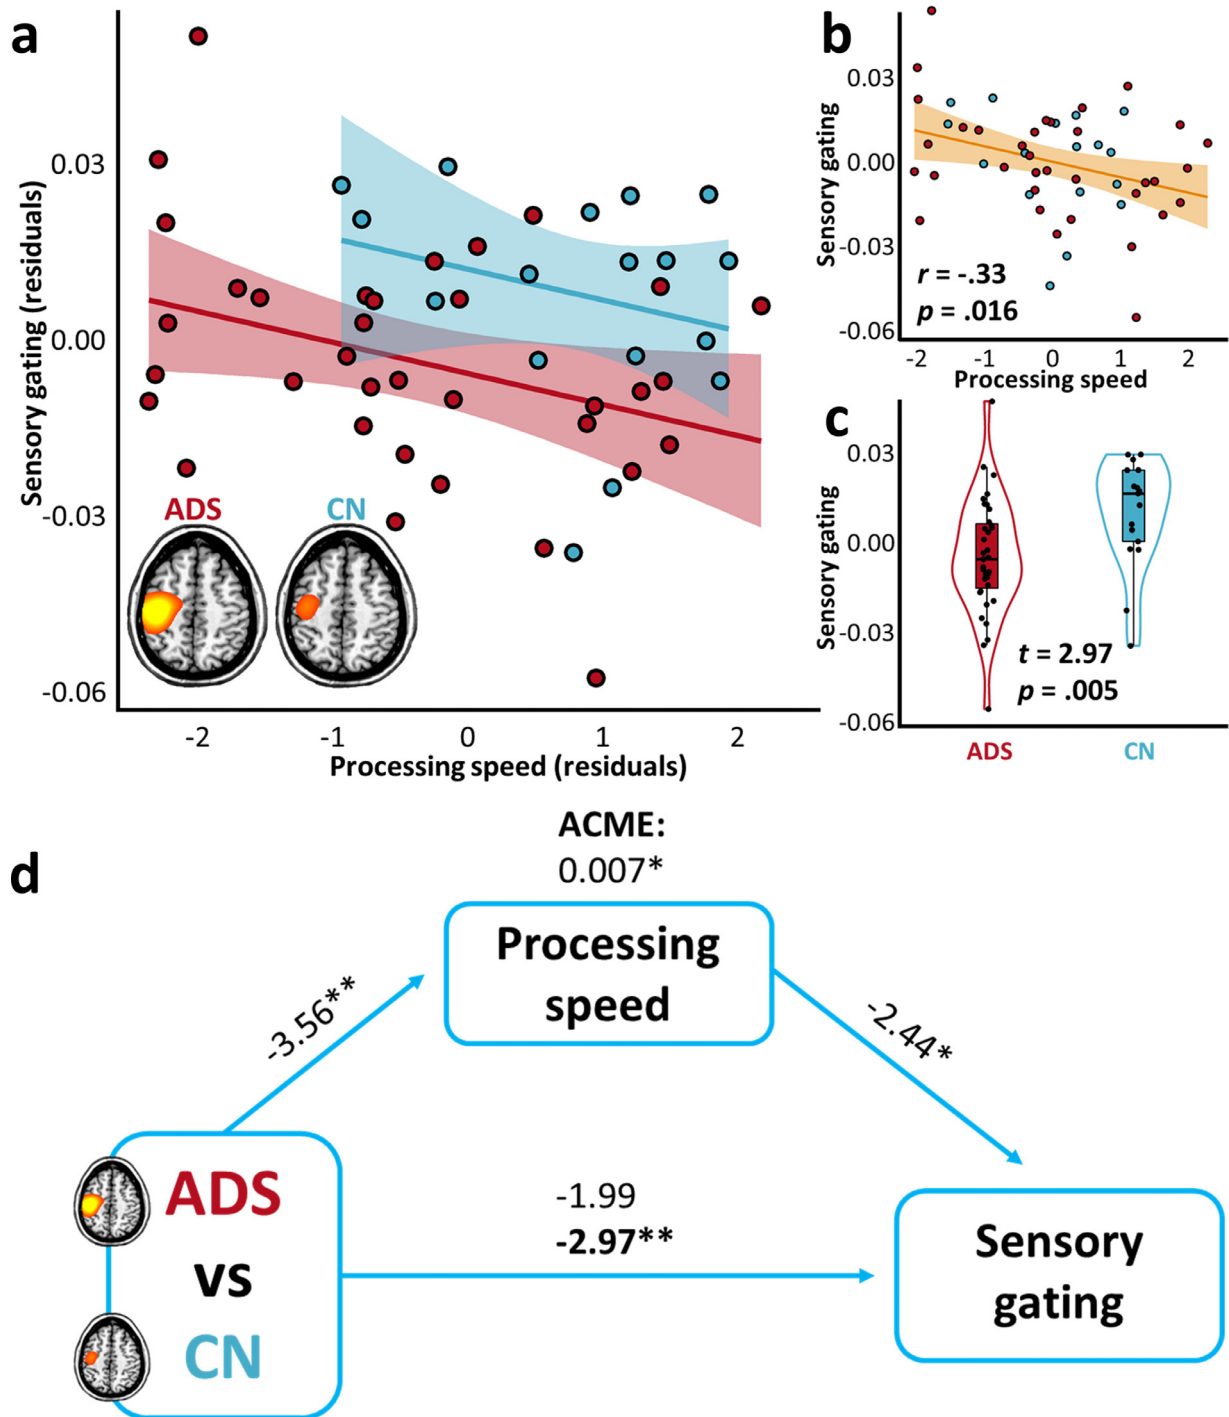 a
Sensory gating (residuals)
0.03
0.00
-0.03
-0.06
ADS
CN
-2
-1
0
1
2
Processing speed (residuals)
b
Sensory gating
0.03
0.00
-0.03
-0.06
r = -.33
p = .016
-2
-1
0
1
2
Processing speed
c
Sensory gating
0.03
0.00
-0.03
-0.06
t = 2.97
p = .005
ADS
CN
d
ACME:
0.007*
Processing
speed
-3.56**
-2.44*
ADS
vs
CN
-1.99
-2.97**
Sensory
gating